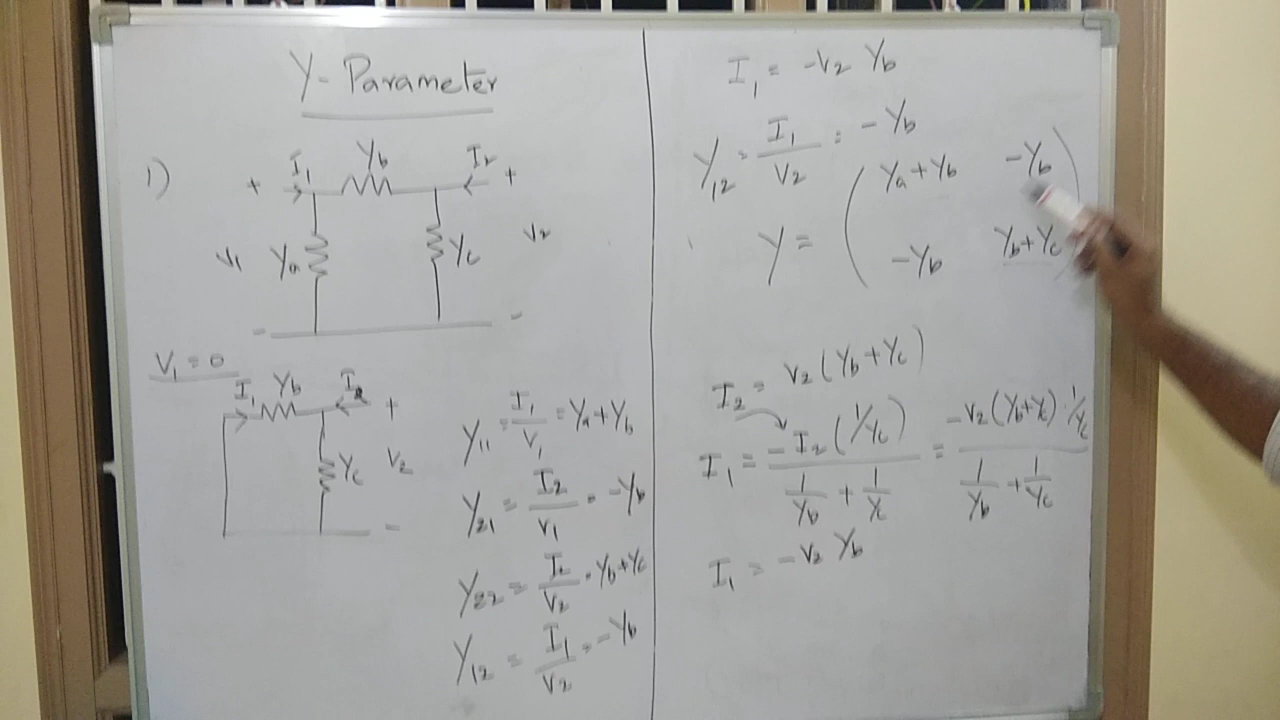 Y-Parameter
1)
I1 Yb I2
+ +
V1 Ya Yc V2
- -
V1 = 0
I1 Yb I2 +
Yc V2
-
Y11 = I1/V1 = Ya+Yb
Y21 = I2/V1 = -Yb
Y22 = I2/V2 = Yb+Yc
Y12 = I1/V2 = -Yb
I1 = -V2 Yb
Y12 = I1/V2 = -Yb
Y = ( Ya+Yb -Yb
-Yb Yb+Yc )
I2 = V2(Yb+Yc)
I1 = -I2(1/Yc) / (1/Yb + 1/Yc) = -V2(Yb+Yc) 1/Yc / (1/Yb + 1/Yc)
I1 = -V2 Yb